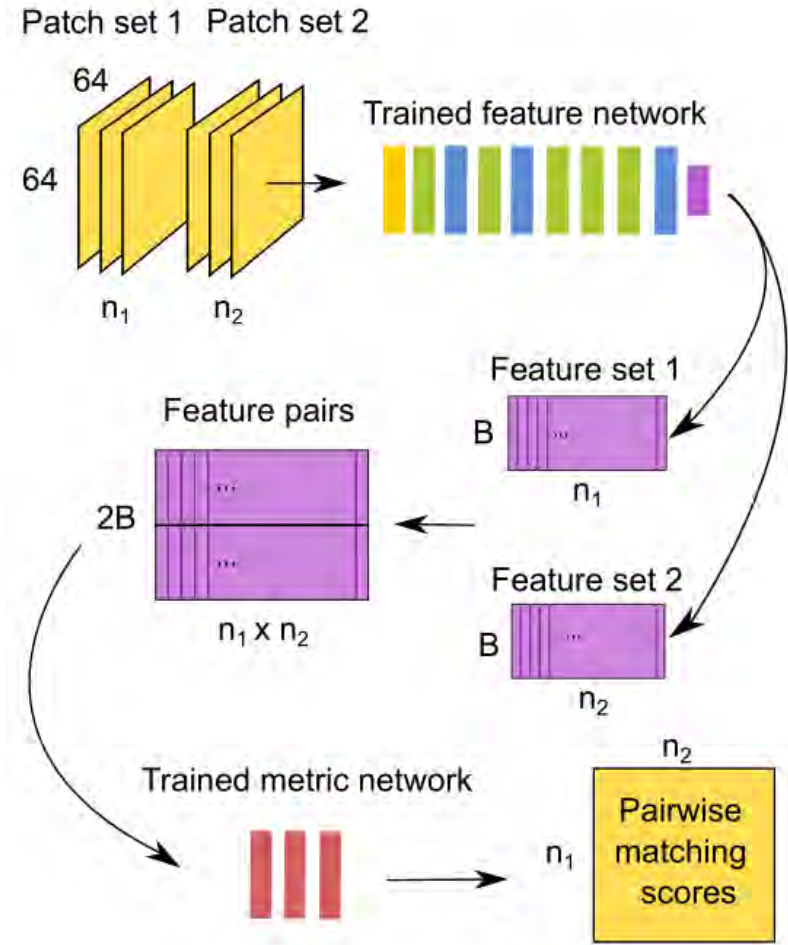 Patch set 1 Patch set 2
64
64
n₁ n₂
Trained feature network
Feature set 1
B
...
n₁
Feature pairs
2B
...
...
n₁ x n₂
Feature set 2
B
...
n₂
Trained metric network
n₂
n₁
Pairwise
matching
scores